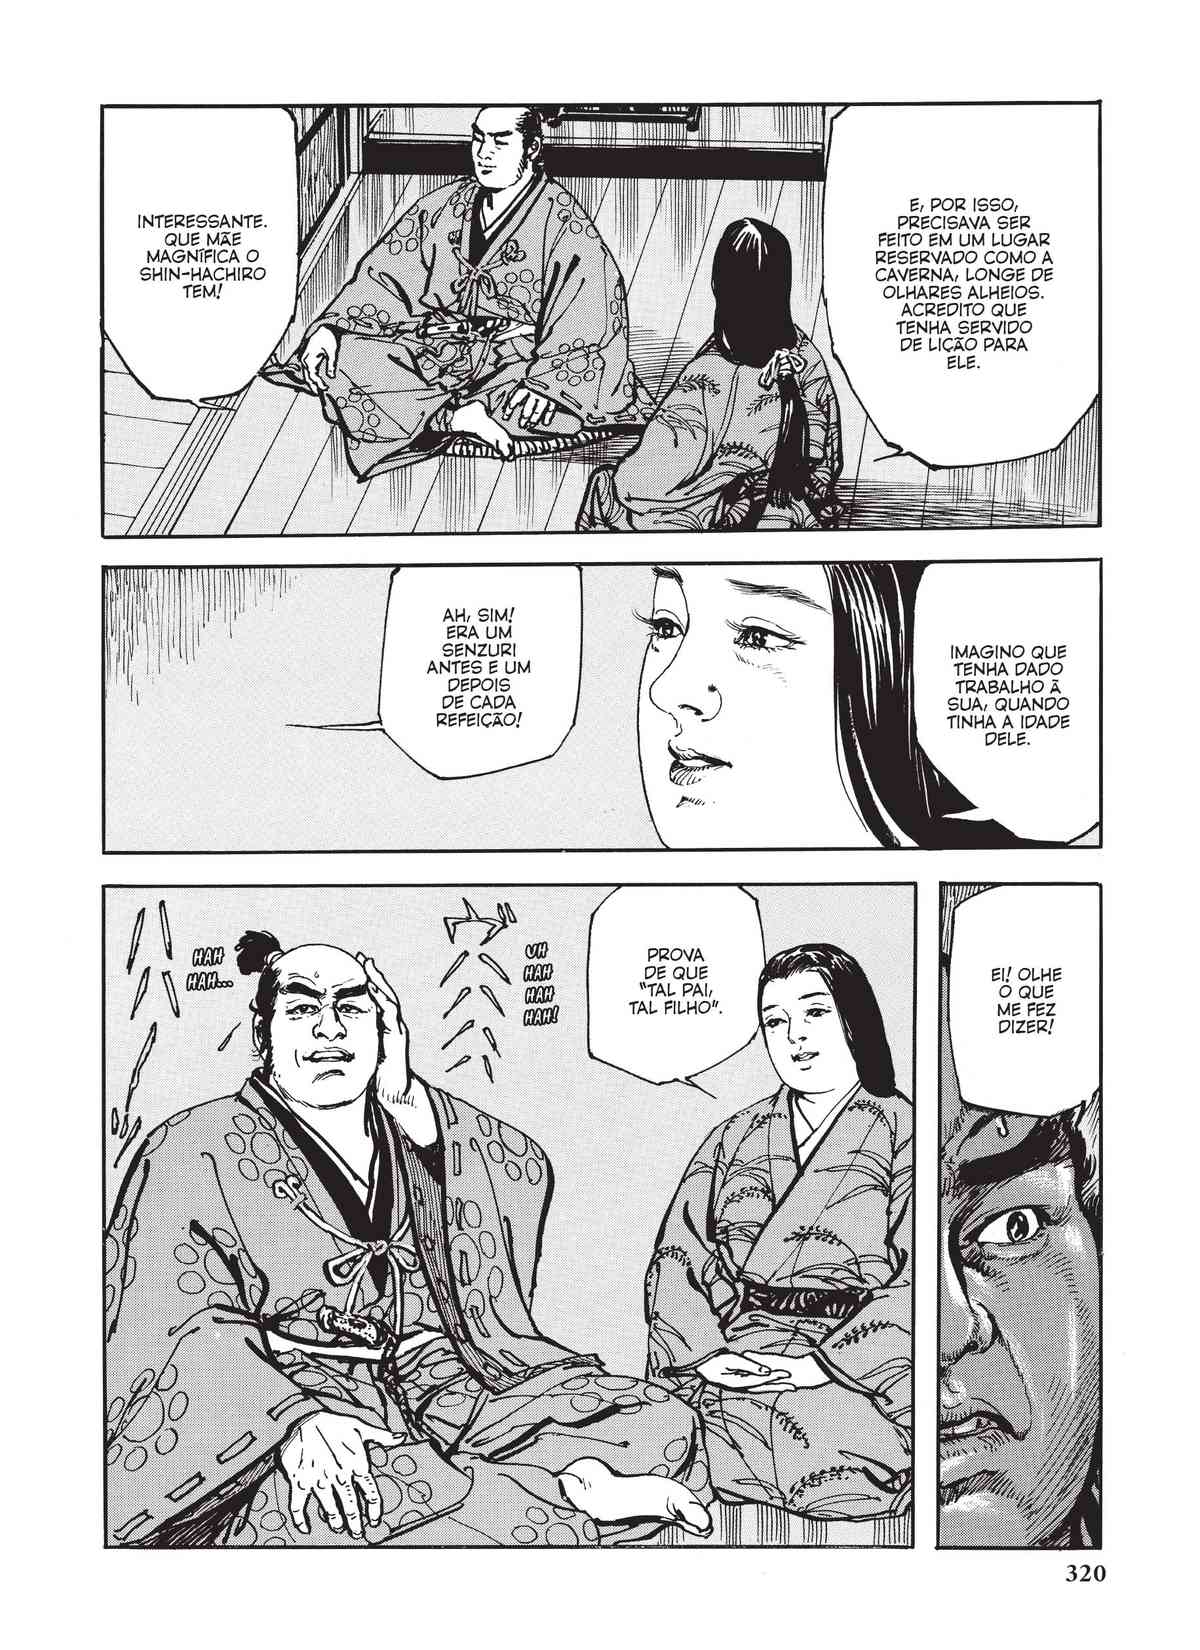 E, POR ISSO,
PRECISAVA SER
FEITO EM UM LUGAR
RESERVADO COMO A
CAVERNA, LONGE DE
OLHARES ALHEIOS.
ACREDITO QUE
TENHA SERVIDO
DE LIÇÃO PARA
ELE.
INTERESSANTE.
QUE MÃE
MAGNÍFICA O
SHIN-HACHIRO
TEM!
IMAGINO QUE
TENHA DADO
TRABALHO À
SUA, QUANDO
TINHA A IDADE
DELE.
AH, SIM!
ERA UM
SENZURI
ANTES E UM
DEPOIS
DE CADA
REFEIÇÃO!
EI! OLHE
O QUE
ME FEZ
DIZER!
PROVA
DE QUE
"TAL PAI,
TAL FILHO".
UH
HAH
HAH
HAH!
HAH
HAH...
320